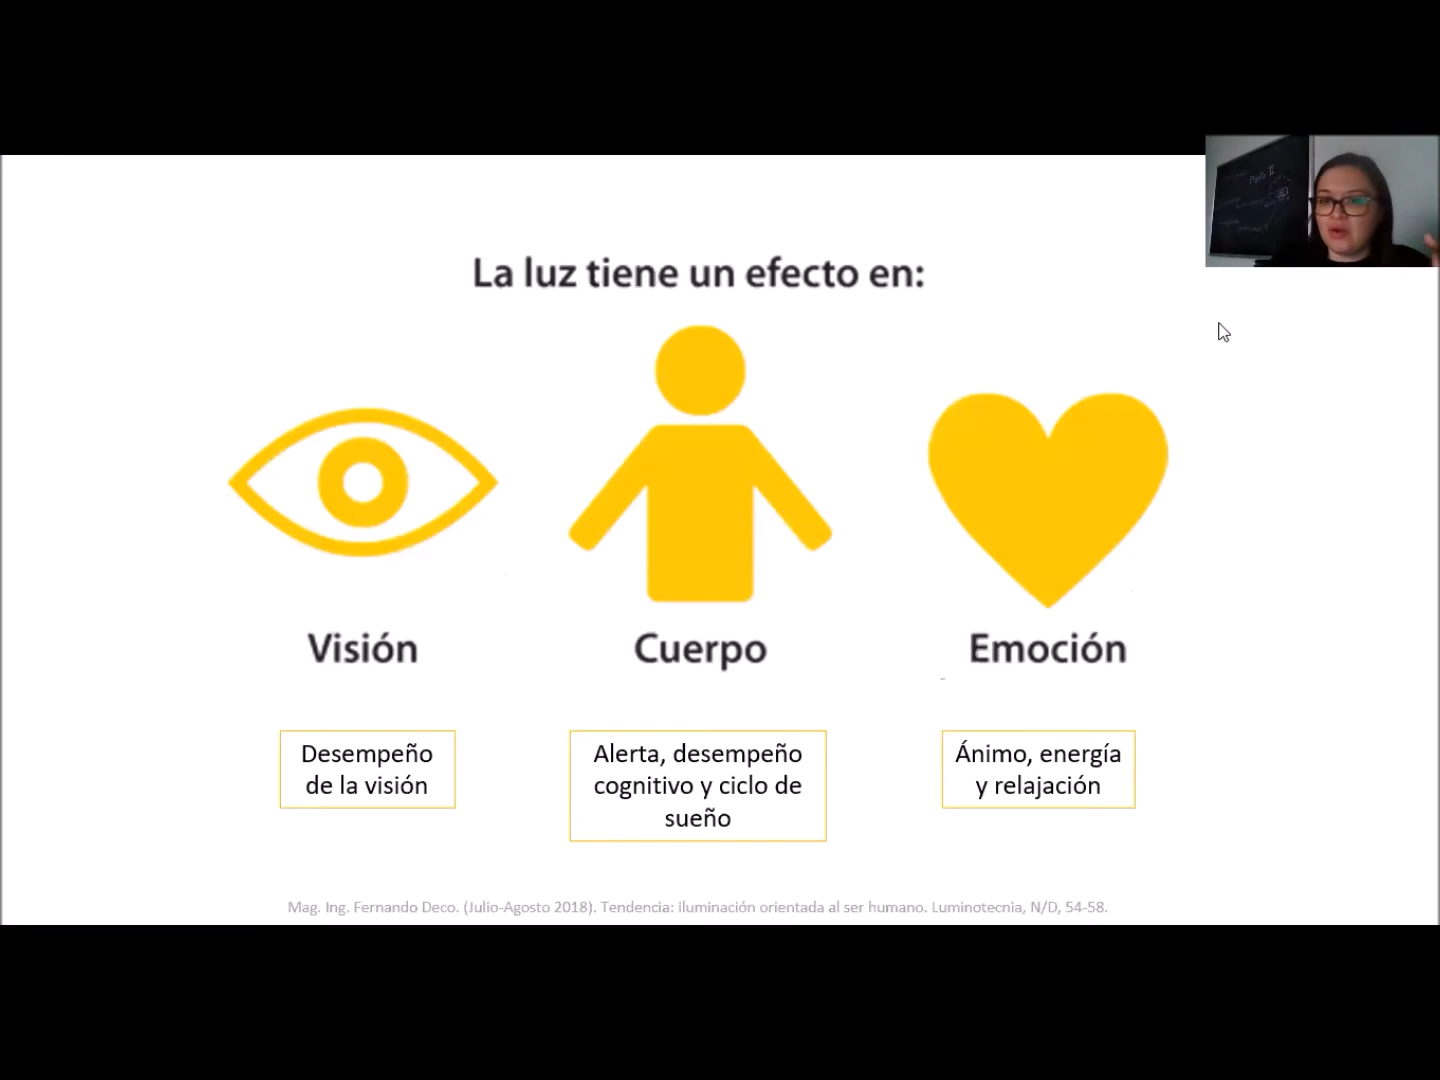 La luz tiene un efecto en:
Visión
Cuerpo
Emoción
Desempeño
de la visión
Alerta, desempeño
cognitivo y ciclo de
sueño
Ánimo, energía
y relajación
Mag. Ing. Fernando Deco. (Julio-Agosto 2018). Tendencia: iluminación orientada al ser humano. Luminotecnia, N/D, 54-58.